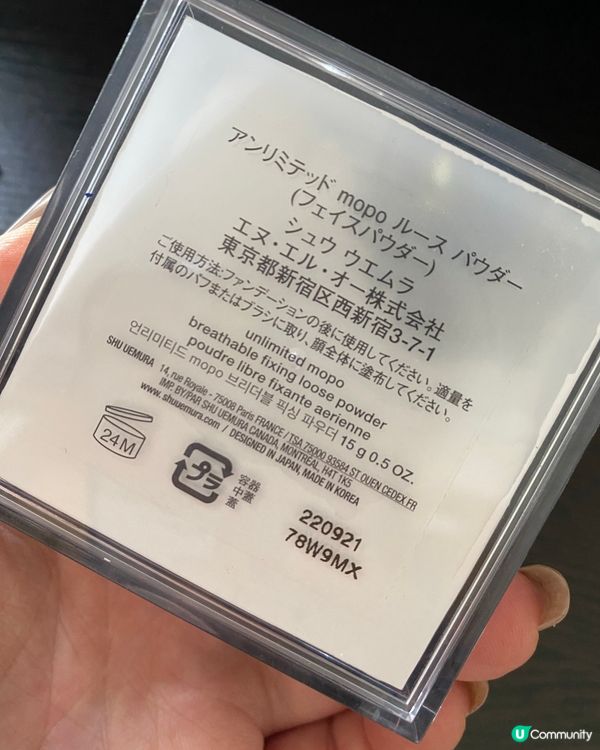 アンリミテッド mopo ルース パウダー
(フェイスパウダー)
シュウ ウエムラ
エヌ・エル・オー株式会社
東京都新宿区西新宿3-7-1
ご使用方法:ファンデーションの後に使用してください。適量を
付属のパフまたはブラシに取り、顔全体に塗布してください。
unlimited mopo
breathable fixing loose powder
poudre libre fixante aerienne
언리미티드 mopo 브리더블 픽싱 파우더 15 g 0.5 OZ.
SHU UEMURA 14, rue Royale - 75008 Paris FRANCE / TSA 75000 93584 ST OUEN CEDEX FR
IMP. BY/PAR SHU UEMURA CANADA, MONTRÉAL H4T 1K5
www.shuuemura.com / DESIGNED IN JAPAN, MADE IN KOREA
24M
プラ
容器
中蓋
蓋
220921
78W9MX
U Community